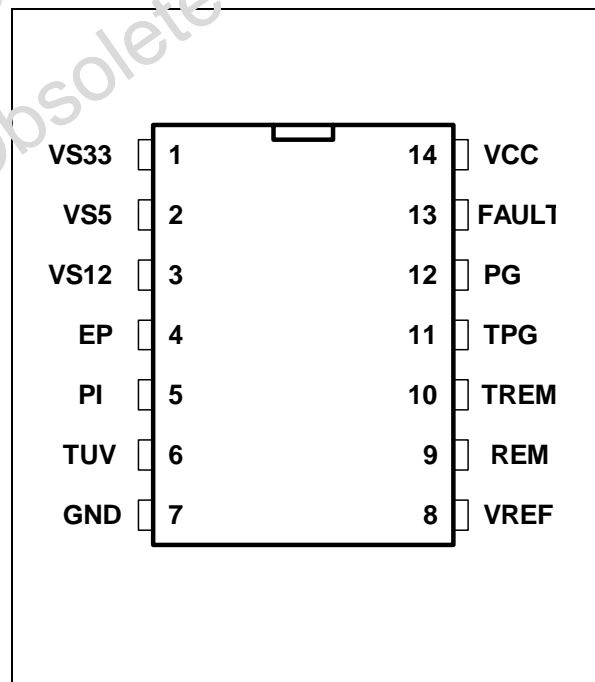 obsolete
VS33 1 14 VCC
VS5 2 13 FAULT
VS12 3 12 PG
EP 4 11 TPG
PI 5 10 TREM
TUV 6 9 REM
GND 7 8 VREF